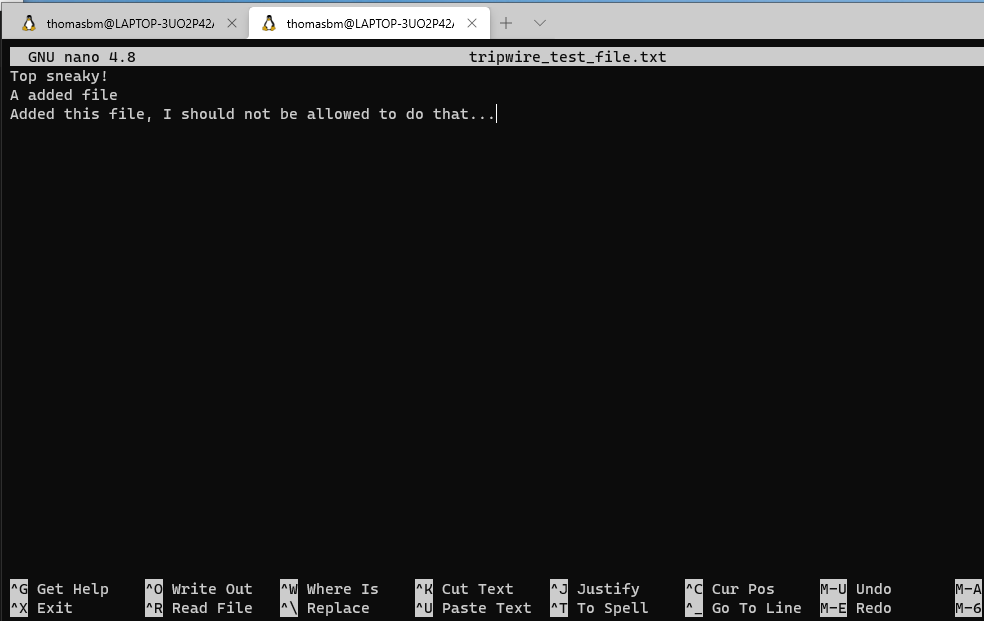 thomasbm@LAPTOP-3UO2P42/ thomasbm@LAPTOP-3UO2P42/
GNU nano 4.8 tripwire_test_file.txt
Top sneaky!
A added file
Added this file, I should not be allowed to do that...
^G Get Help ^O Write Out ^W Where Is ^K Cut Text ^J Justify ^C Cur Pos M-U Undo M-A
^X Exit ^R Read File ^\ Replace ^U Paste Text ^T To Spell ^_ Go To Line M-E Redo M-6